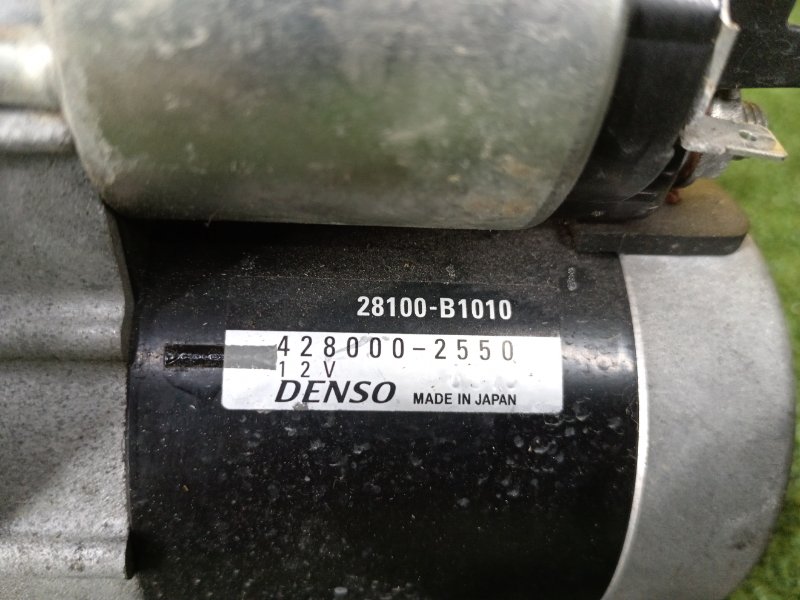 28100-B1010
428000-2550
12V
DENSO MADE IN JAPAN